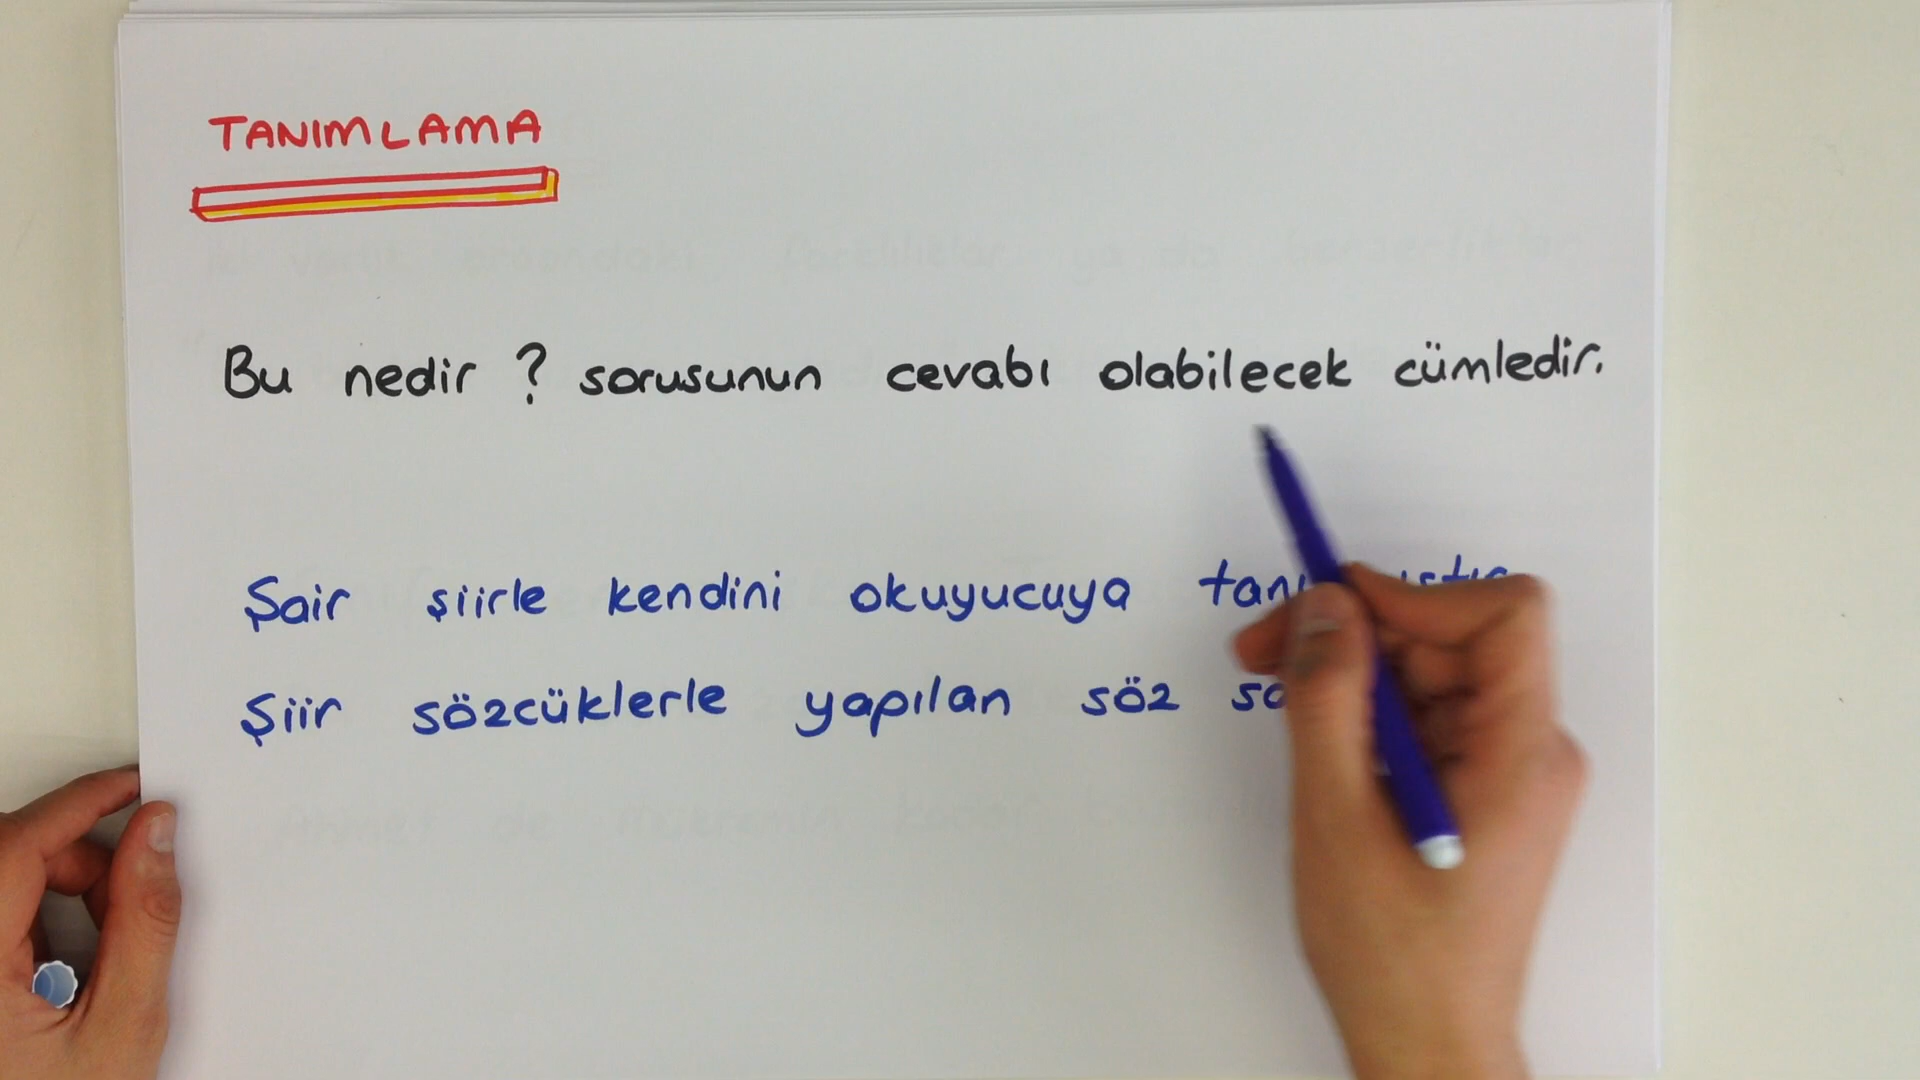 TANIMLAMA
Bu nedir ? sorusunun cevabı olabilecek cümledir.
Şair şiirle kendini okuyucuya
Şiir sözcüklerle yapılan söz